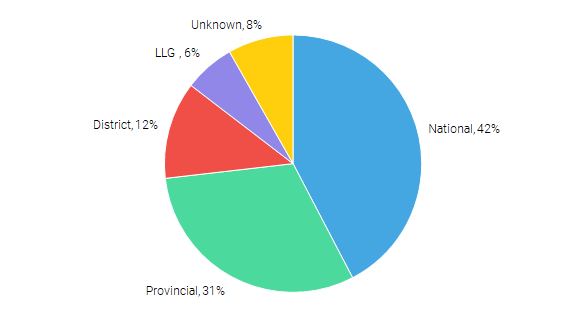 Unknown, 8%
LLG , 6%
District, 12%
National, 42%
Provincial, 31%